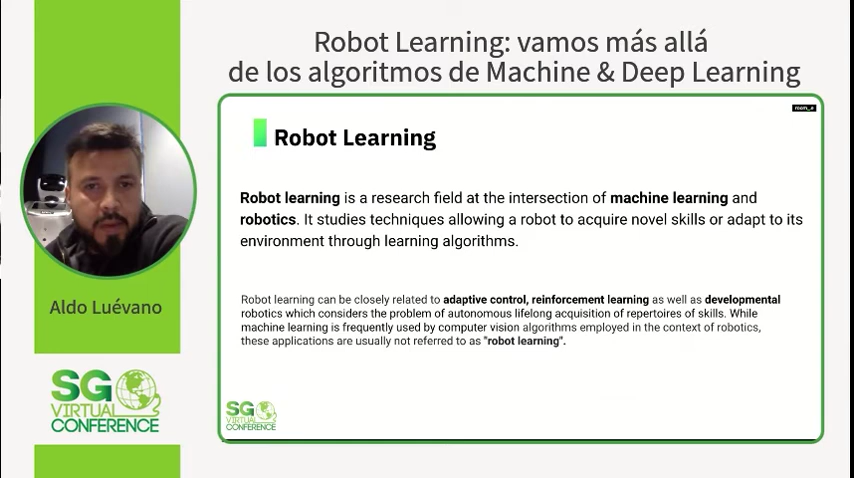 Robot Learning: vamos más allá
de los algoritmos de Machine & Deep Learning
Robot Learning
Robot learning is a research field at the intersection of machine learning and
robotics. It studies techniques allowing a robot to acquire novel skills or adapt to its
environment through learning algorithms.
Robot learning can be closely related to adaptive control, reinforcement learning as well as developmental
robotics which considers the problem of autonomous lifelong acquisition of repertoires of skills. While
machine learning is frequently used by computer vision algorithms employed in the context of robotics,
these applications are usually not referred to as "robot learning".
Aldo Luévano
SG
VIRTUAL
CONFERENCE
SG
VIRTUAL
CONFERENCE